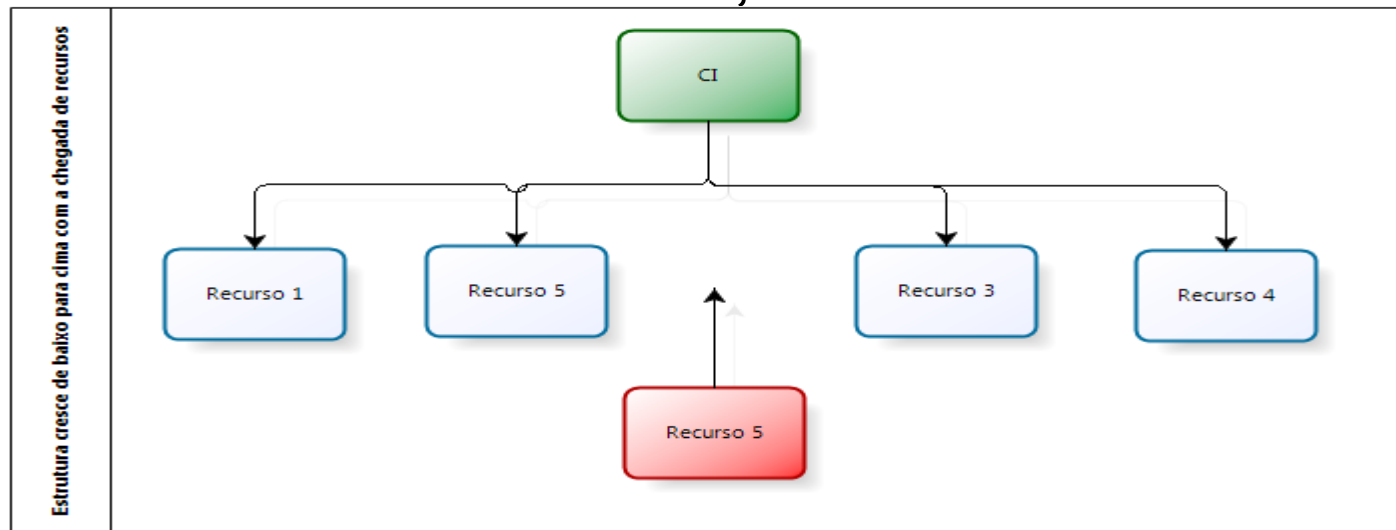 Estrutura cresce de baixo para cima com a chegada de recursos
CI
Recurso 1
Recurso 5
Recurso 3
Recurso 4
Recurso 5